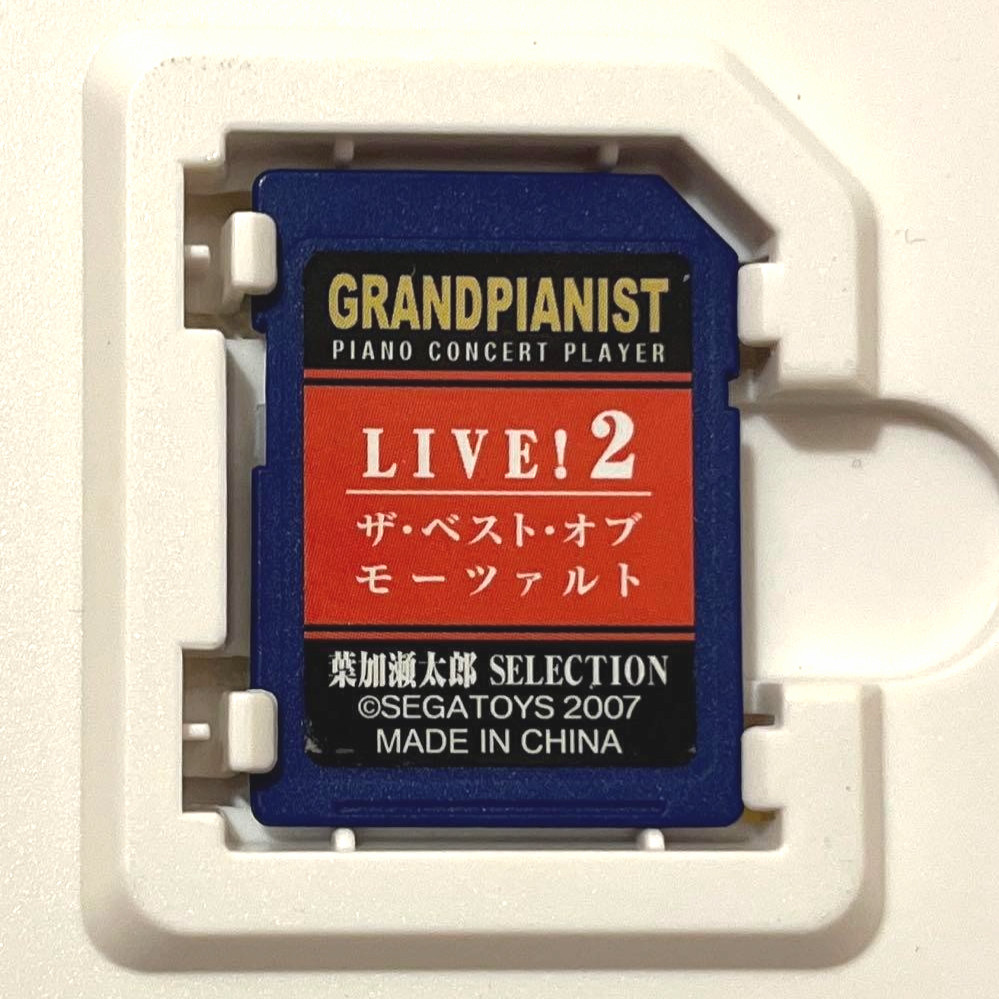 GRANDPIANIST
PIANO CONCERT PLAYER
LIVE! 2
ザ・ベスト・オブ
モーツァルト
葉加瀬太郎 SELECTION
©SEGATOYS 2007
MADE IN CHINA